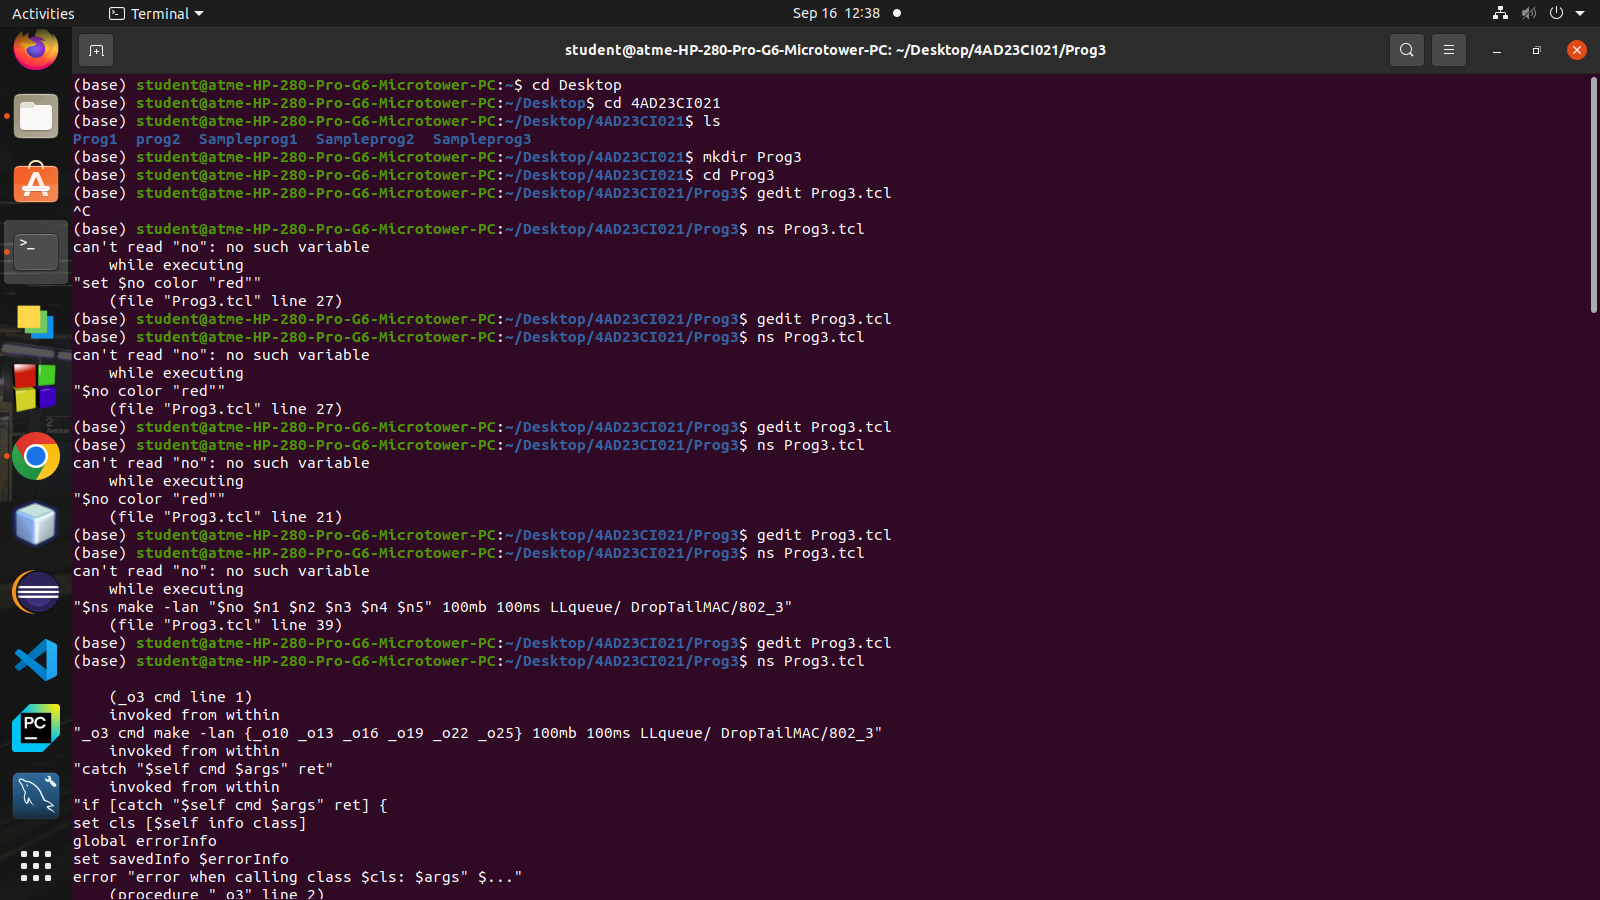 Activities Terminal Sep 16 12:38
student@atme-HP-280-Pro-G6-Microtower-PC: ~/Desktop/4AD23CI021/Prog3
(base) student@atme-HP-280-Pro-G6-Microtower-PC:~$ cd Desktop
(base) student@atme-HP-280-Pro-G6-Microtower-PC:~/Desktop$ cd 4AD23CI021
(base) student@atme-HP-280-Pro-G6-Microtower-PC:~/Desktop/4AD23CI021$ ls
Prog1  prog2  Sampleprog1  Sampleprog2  Sampleprog3
(base) student@atme-HP-280-Pro-G6-Microtower-PC:~/Desktop/4AD23CI021$ mkdir Prog3
(base) student@atme-HP-280-Pro-G6-Microtower-PC:~/Desktop/4AD23CI021$ cd Prog3
(base) student@atme-HP-280-Pro-G6-Microtower-PC:~/Desktop/4AD23CI021/Prog3$ gedit Prog3.tcl
^C
(base) student@atme-HP-280-Pro-G6-Microtower-PC:~/Desktop/4AD23CI021/Prog3$ ns Prog3.tcl
can't read "no": no such variable
    while executing
"set $no color "red""
    (file "Prog3.tcl" line 27)
(base) student@atme-HP-280-Pro-G6-Microtower-PC:~/Desktop/4AD23CI021/Prog3$ gedit Prog3.tcl
(base) student@atme-HP-280-Pro-G6-Microtower-PC:~/Desktop/4AD23CI021/Prog3$ ns Prog3.tcl
can't read "no": no such variable
    while executing
"$no color "red""
    (file "Prog3.tcl" line 27)
(base) student@atme-HP-280-Pro-G6-Microtower-PC:~/Desktop/4AD23CI021/Prog3$ gedit Prog3.tcl
(base) student@atme-HP-280-Pro-G6-Microtower-PC:~/Desktop/4AD23CI021/Prog3$ ns Prog3.tcl
can't read "no": no such variable
    while executing
"$no color "red""
    (file "Prog3.tcl" line 21)
(base) student@atme-HP-280-Pro-G6-Microtower-PC:~/Desktop/4AD23CI021/Prog3$ gedit Prog3.tcl
(base) student@atme-HP-280-Pro-G6-Microtower-PC:~/Desktop/4AD23CI021/Prog3$ ns Prog3.tcl
can't read "no": no such variable
    while executing
"$ns make -lan "$no $n1 $n2 $n3 $n4 $n5" 100mb 100ms LLqueue/ DropTailMAC/802_3"
    (file "Prog3.tcl" line 39)
(base) student@atme-HP-280-Pro-G6-Microtower-PC:~/Desktop/4AD23CI021/Prog3$ gedit Prog3.tcl
(base) student@atme-HP-280-Pro-G6-Microtower-PC:~/Desktop/4AD23CI021/Prog3$ ns Prog3.tcl
    (_o3 cmd line 1)
    invoked from within
"_o3 cmd make -lan {_o10 _o13 _o16 _o19 _o22 _o25} 100mb 100ms LLqueue/ DropTailMAC/802_3"
    invoked from within
"catch "$self cmd $args" ret"
    invoked from within
"if [catch "$self cmd $args" ret] {
set cls [$self info class]
global errorInfo
set savedInfo $errorInfo
error "error when calling class $cls: $args" $..."
    (procedure "_o3" line 2)